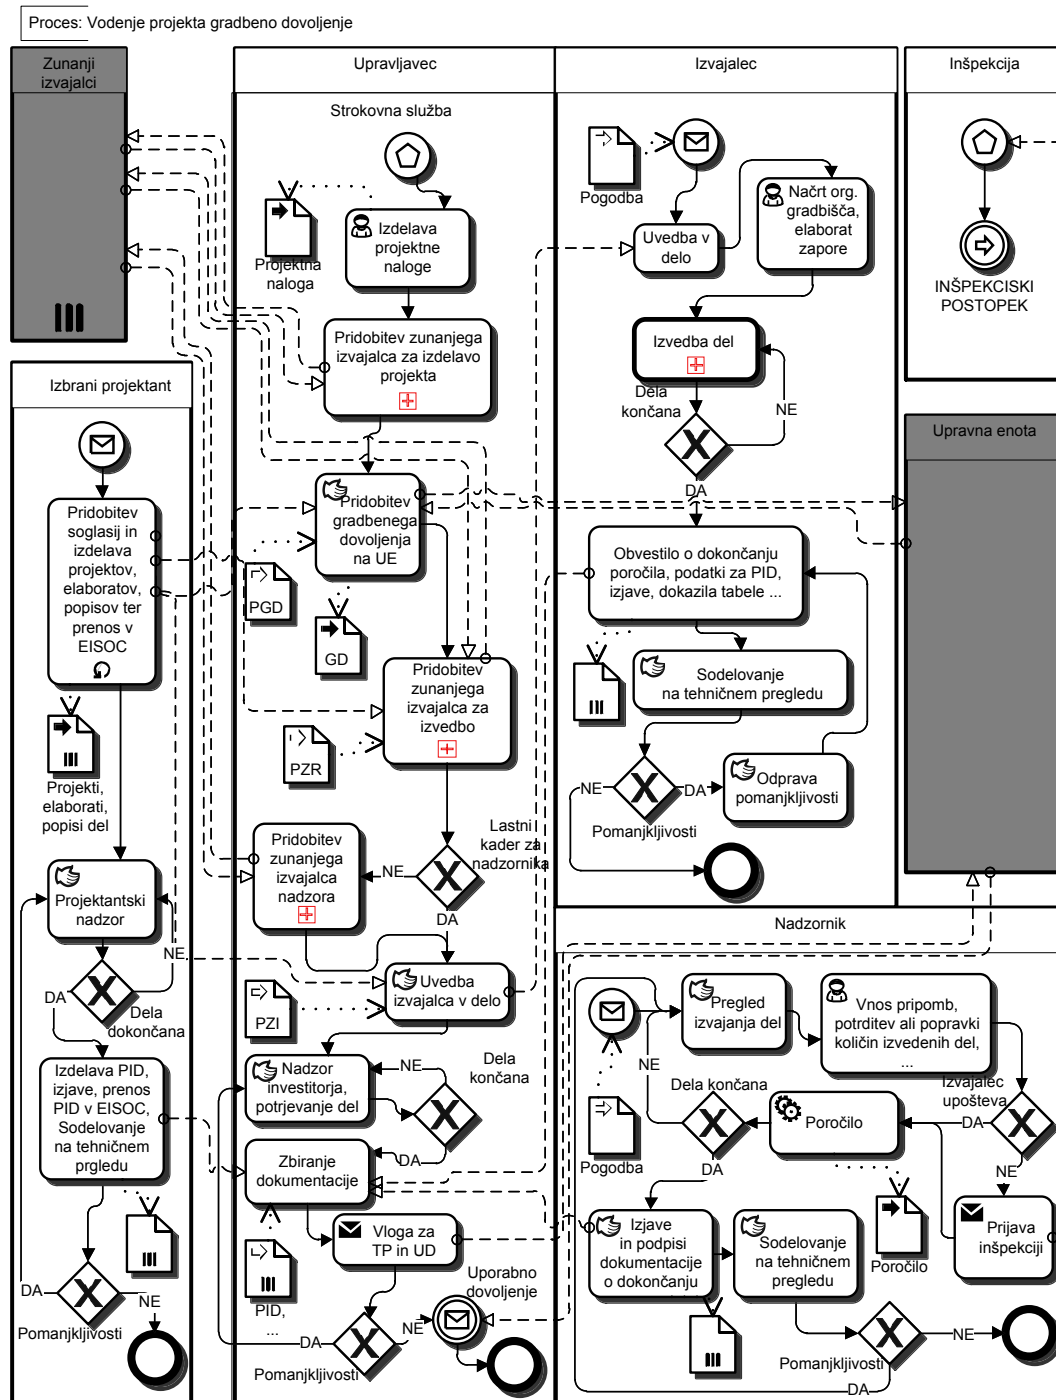 Proces: Vodenje projekta gradbeno dovoljenje
Zunanji
izvajalci
Upravljavec
Izvajalec
Inšpekcija
Strokovna služba
Pogodba
Načrt org.
gradbišča,
elaborat
zapore
Izdelava
projektne
naloge
Projektna
naloga
Uvedba v
delo
INŠPEKCISKI
POSTOPEK
Pridobitev zunanjega
izvajalca za izdelavo
projekta
Izvedba del
Dela
končana
NE
DA
Izbrani projektant
Upravna enota
Pridobitev
soglasij in
izdelava
projektov,
elaboratov,
popisov ter
prenos v
EISOC
Projekti,
elaborati,
popisi del
Pridobitev
gradbenega
dovoljenja
na UE
PGD
GD
Obvestilo o dokončanju
poročila, podatki za PID,
izjave, dokazila tabele ...
Pridobitev
zunanjega
izvajalca za
izvedbo
PZR
Sodelovanje
na tehničnem pregledu
NE
DA
Pomanjkljivosti
Odprava
pomanjkljivosti
Pridobitev
zunanjega
izvajalca
nadzora
NE
Lastni
kader za
nadzornika
DA
Projektantski
nadzor
NE
DA
Dela
dokončana
Nadzornik
Uvedba
izvajalca v delo
PZI
Pregled
izvajanja del
Vnos pripomb,
potrditev ali popravki
količin izvedenih del,
...
Izdelava PID,
izjave, prenos
PID v EISOC,
Sodelovanje
na tehničnem
prgledu
Nadzor
investitorja,
potrjevanje del
NE
Dela
končana
DA
NE
Dela končana
Izvajalec
upošteva
Pogodba
Poročilo
DA
DA
NE
Zbiranje
dokumentacije
Vloga za
TP in UD
PID,
...
Uporabno
dovoljenje
Izjave
in podpisi
dokumentacije
o dokončanju
Sodelovanje
na tehničnem
pregledu
Poročilo
Prijava
inšpekciji
DA
NE
Pomanjkljivosti
DA
NE
Pomanjkljivosti
NE
Pomanjkljivosti
DA